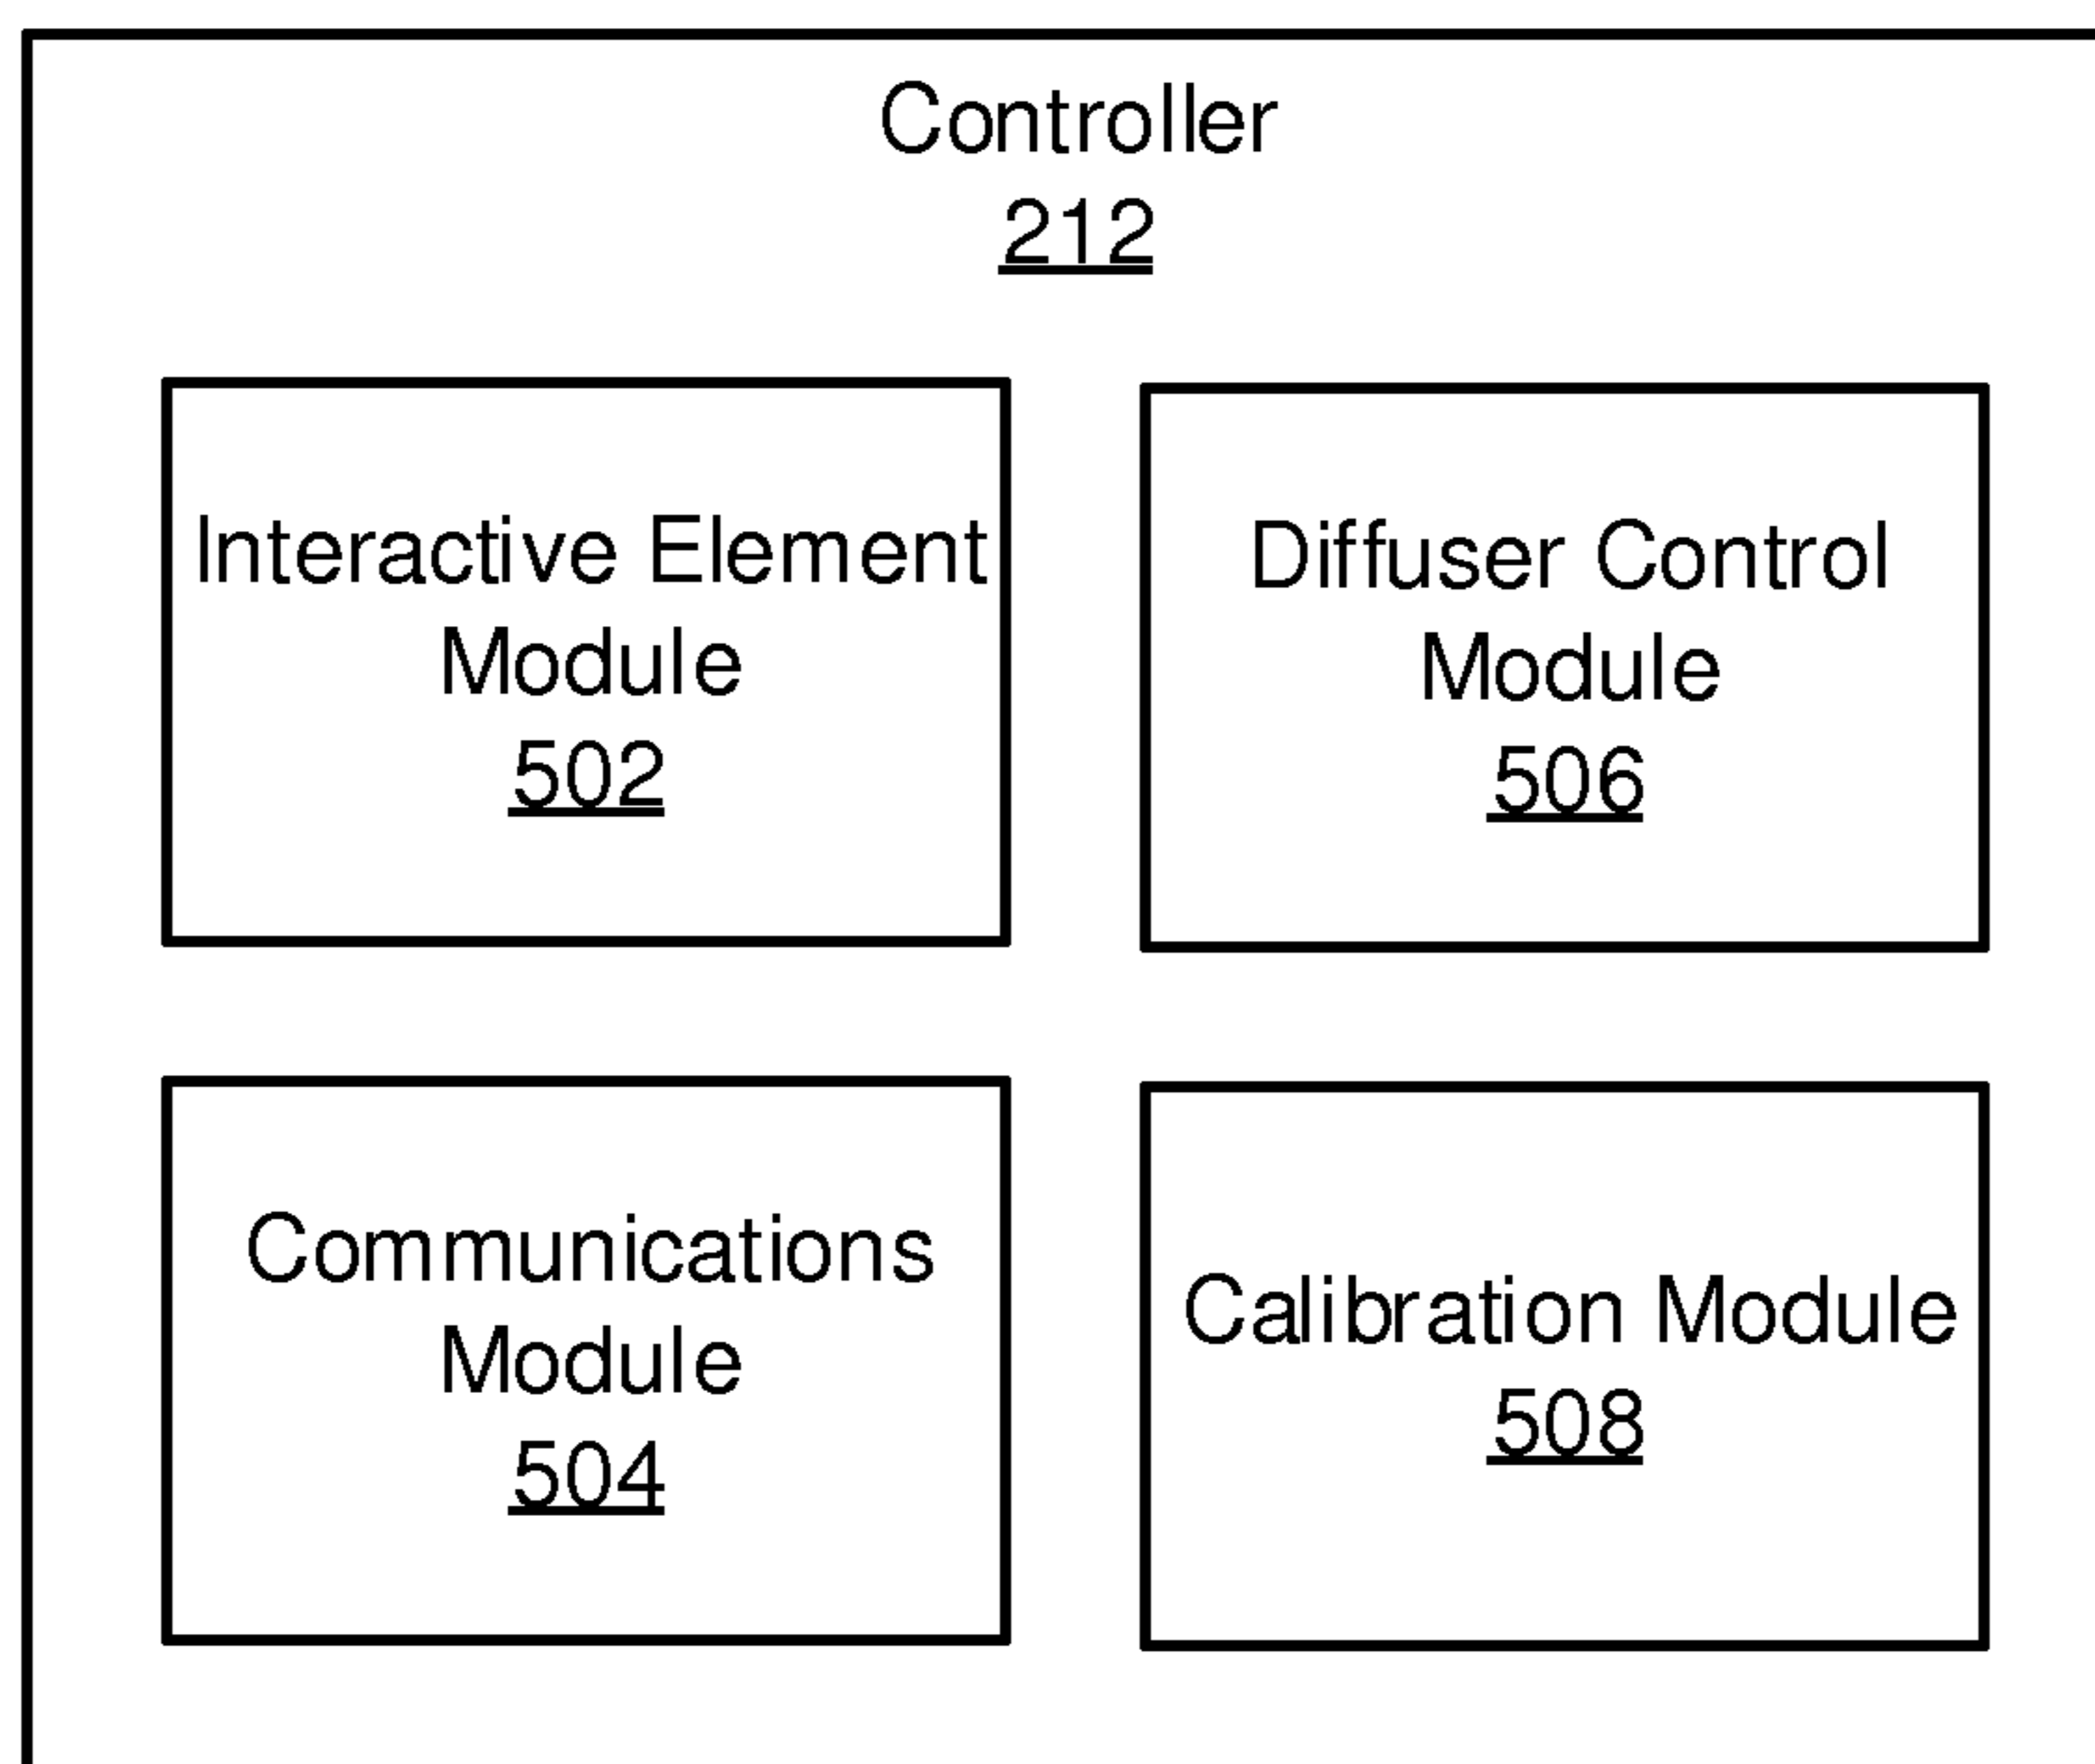 Controller
212
Interactive Element
Module
502
Diffuser Control
Module
506
Communications
Module
504
Calibration Module
508